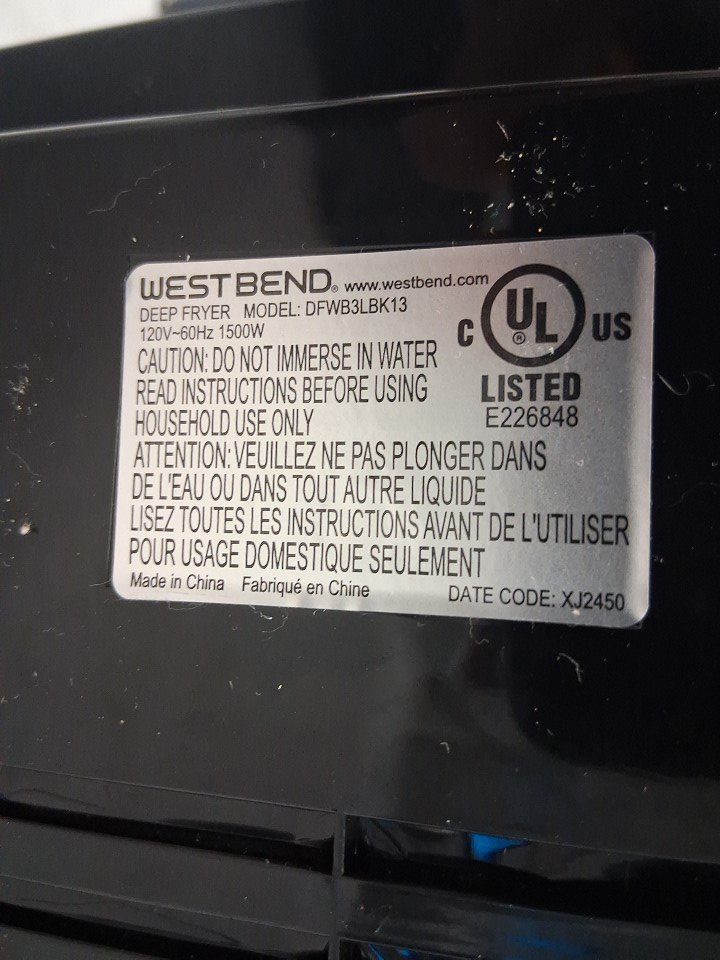 WEST BEND® www.westbend.com
DEEP FRYER MODEL: DFWB3LBK13
120V~60Hz 1500W
CAUTION: DO NOT IMMERSE IN WATER
READ INSTRUCTIONS BEFORE USING
HOUSEHOLD USE ONLY
ATTENTION: VEUILLEZ NE PAS PLONGER DANS
DE L'EAU OU DANS TOUT AUTRE LIQUIDE
LISEZ TOUTES LES INSTRUCTIONS AVANT DE L'UTILISER
POUR USAGE DOMESTIQUE SEULEMENT
Made in China Fabriqué en Chine
DATE CODE: XJ2450
C UL® US
LISTED
E226848